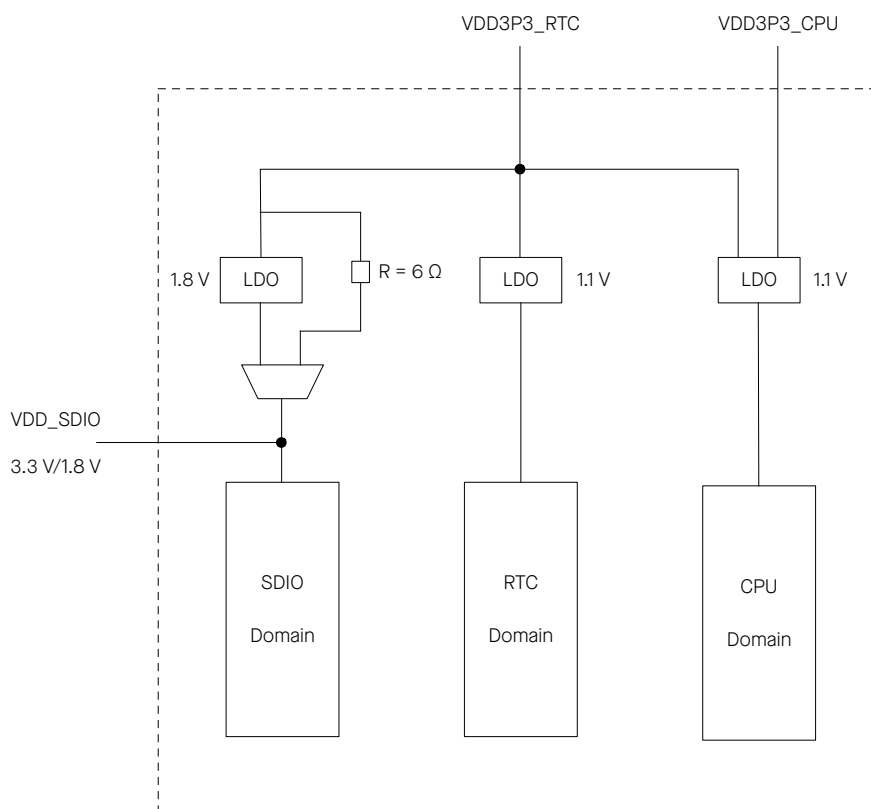 VDD3P3_RTC
VDD3P3_CPU
1.8 V
LDO
R = 6 Ω
LDO
1.1 V
LDO
1.1 V
VDD_SDIO
3.3 V/1.8 V
SDIO
Domain
RTC
Domain
CPU
Domain